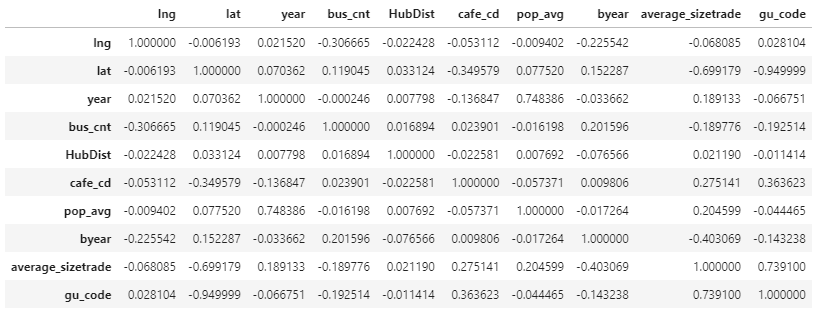 lng lat year bus_cnt HubDist cafe_cd pop_avg byear average_sizetrade gu_code
lng 1.000000 -0.006193 0.021520 -0.306665 -0.022428 -0.053112 -0.009402 -0.225542 -0.068085 0.028104
lat -0.006193 1.000000 0.070362 0.119045 0.033124 -0.349579 0.077520 0.152287 -0.699179 -0.949999
year 0.021520 0.070362 1.000000 -0.000246 0.007798 -0.136847 0.748386 -0.033662 0.189133 -0.066751
bus_cnt -0.306665 0.119045 -0.000246 1.000000 0.016894 0.023901 -0.016198 0.201596 -0.189776 -0.192514
HubDist -0.022428 0.033124 0.007798 0.016894 1.000000 -0.022581 0.007692 -0.076566 0.021190 -0.011414
cafe_cd -0.053112 -0.349579 -0.136847 0.023901 -0.022581 1.000000 -0.057371 0.009806 0.275141 0.363623
pop_avg -0.009402 0.077520 0.748386 -0.016198 0.007692 -0.057371 1.000000 -0.017264 0.204599 -0.044465
byear -0.225542 0.152287 -0.033662 0.201596 -0.076566 0.009806 -0.017264 1.000000 -0.403069 -0.143238
average_sizetrade -0.068085 -0.699179 0.189133 -0.189776 0.021190 0.275141 0.204599 -0.403069 1.000000 0.739100
gu_code 0.028104 -0.949999 -0.066751 -0.192514 -0.011414 0.363623 -0.044465 -0.143238 0.739100 1.000000